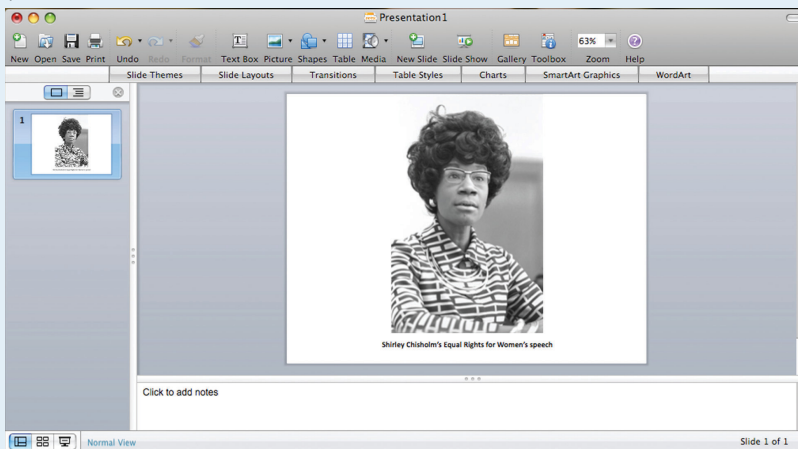 Presentation1
New Open Save Print Undo Redo Format Text Box Picture Shapes Table Media New Slide Slide Show Gallery Toolbox Zoom Help
63%
Slide Themes Slide Layouts Transitions Table Styles Charts SmartArt Graphics WordArt
1
Shirley Chisholm's Equal Rights for Women's speech
Click to add notes
Normal View
Slide 1 of 1